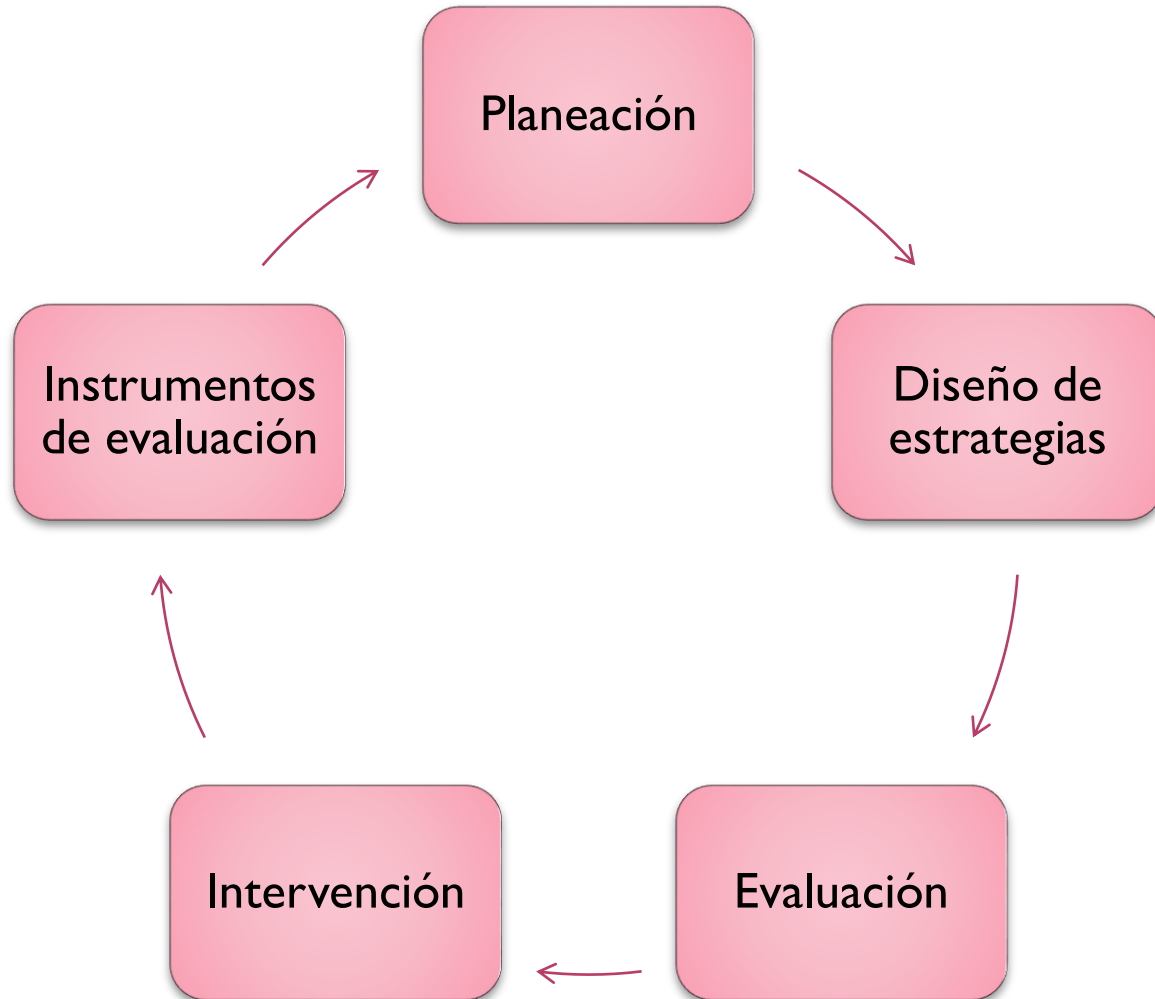 Planeación
Diseño de
estrategias
Evaluación
Intervención
Instrumentos
de evaluación